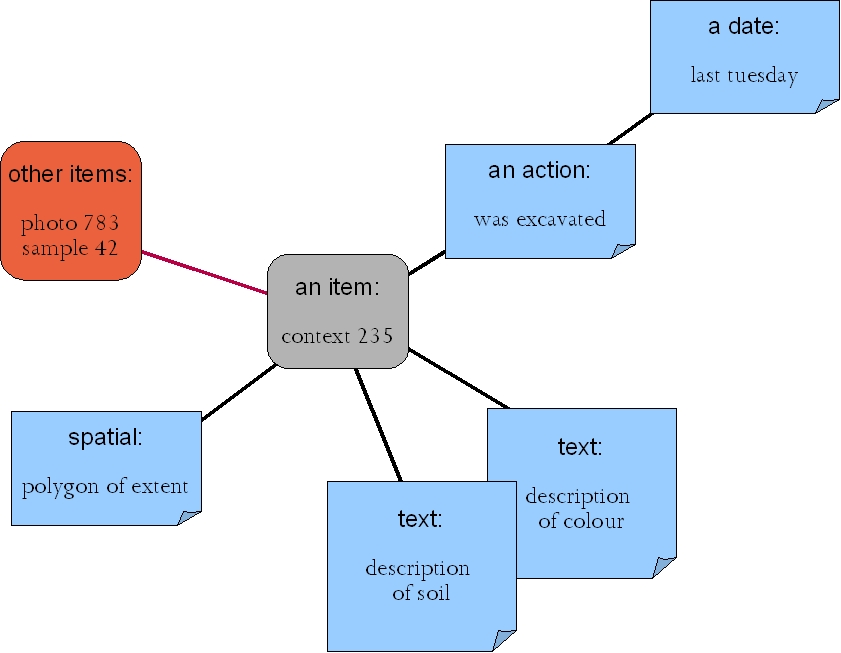 a date:
last tuesday
an action:
was excavated
other items:
photo 783
sample 42
an item:
context 235
spatial:
polygon of extent
text:
description
of colour
text:
description
of soil